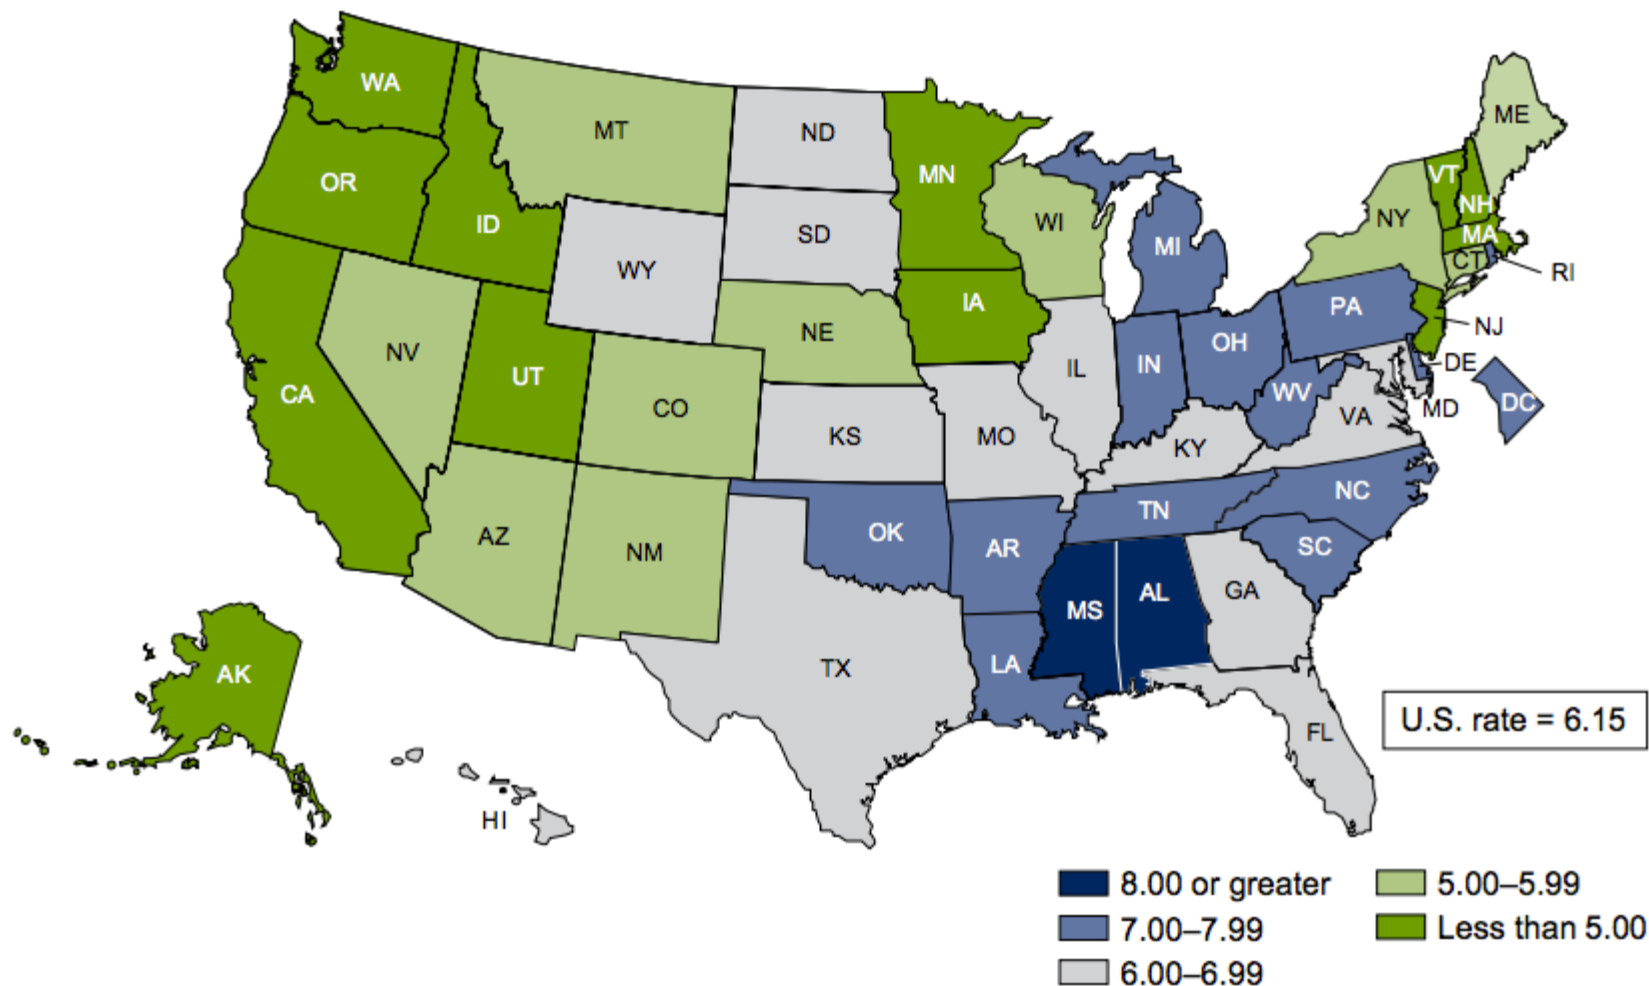 WA
MT
ND
ME
MN
OR
VT
ID
NH
NY
WI
SD
MA
MI
CT
WY
RI
IA
PA
NE
NJ
OH
NV
DE
IN
IL
UT
WV
CA
DC
CO
MD
VA
KS
MO
KY
NC
TN
OK
AZ
SC
AR
NM
GA
AL
MS
LA
TX
AK
U.S. rate = 6.15
FL
HI
8.00 or greater
5.00–5.99
7.00–7.99
Less than 5.00
6.00–6.99